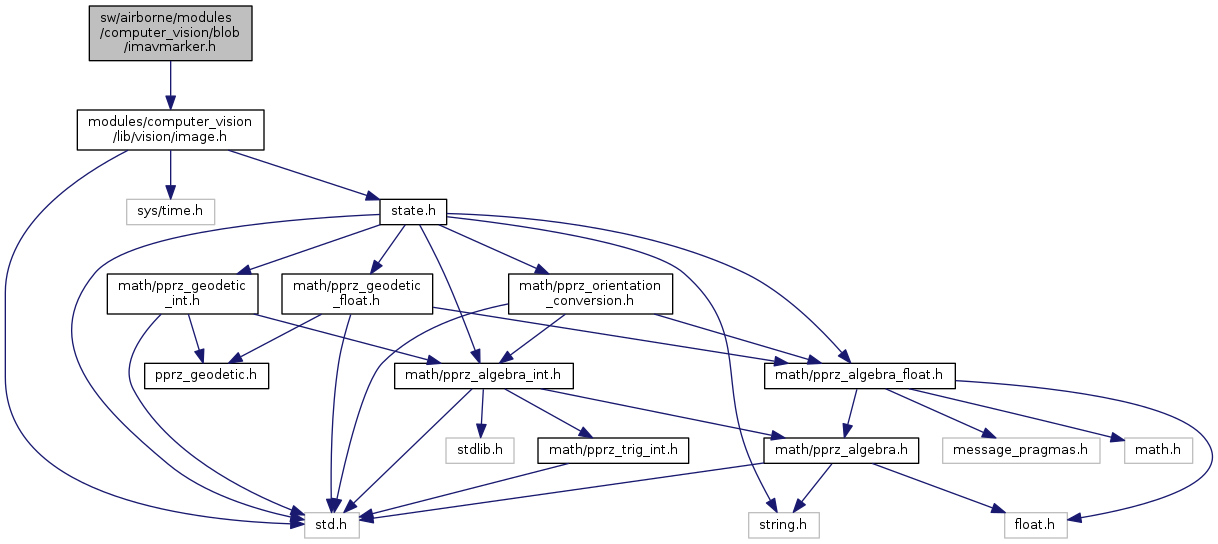 sw/airborne/modules
/computer_vision/blob
/imavmarker.h
modules/computer_vision
/lib/vision/image.h
sys/time.h
state.h
math/pprz_geodetic
_int.h
math/pprz_geodetic
_float.h
math/pprz_orientation
_conversion.h
pprz_geodetic.h
math/pprz_algebra_int.h
math/pprz_algebra_float.h
stdlib.h
math/pprz_trig_int.h
math/pprz_algebra.h
message_pragmas.h
math.h
std.h
string.h
float.h